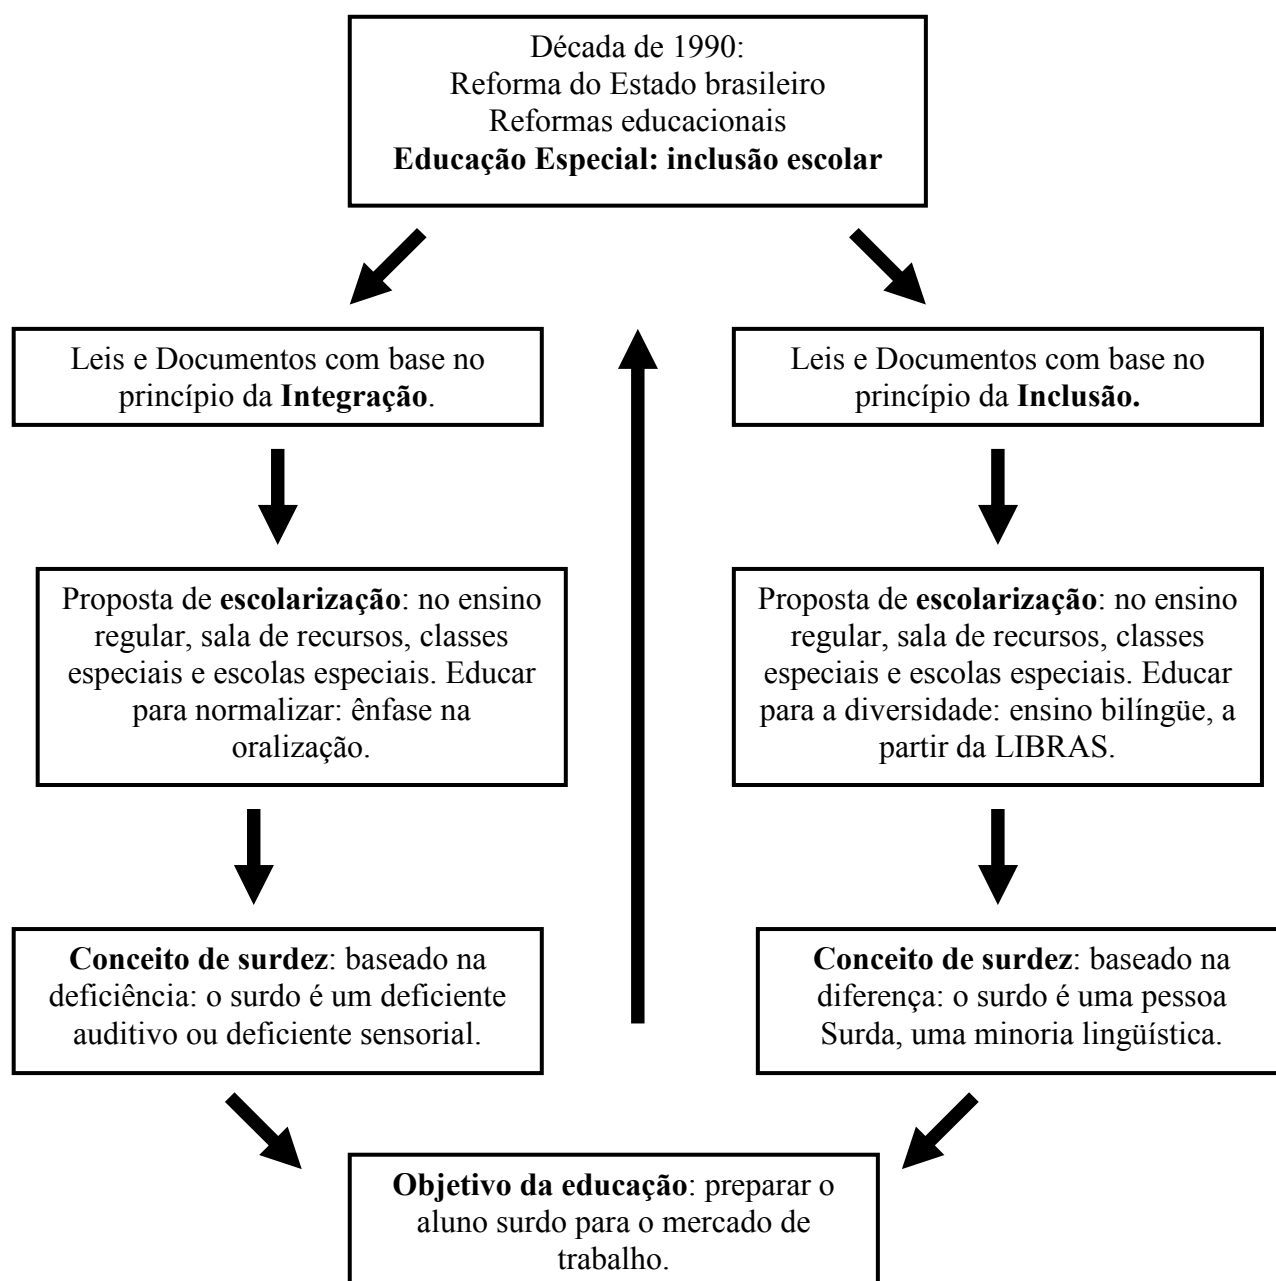 Década de 1990:
Reforma do Estado brasileiro
Reformas educacionais
Educação Especial: inclusão escolar
Leis e Documentos com base no
princípio da Integração.
Leis e Documentos com base no
princípio da Inclusão.
Proposta de escolarização: no ensino
regular, sala de recursos, classes
especiais e escolas especiais. Educar
para normalizar: ênfase na
oralização.
Proposta de escolarização: no ensino
regular, sala de recursos, classes
especiais e escolas especiais. Educar
para a diversidade: ensino bilíngüe, a
partir da LIBRAS.
Conceito de surdez: baseado na
deficiência: o surdo é um deficiente
auditivo ou deficiente sensorial.
Conceito de surdez: baseado na
diferença: o surdo é uma pessoa
Surda, uma minoria lingüística.
Objetivo da educação: preparar o
aluno surdo para o mercado de
trabalho.